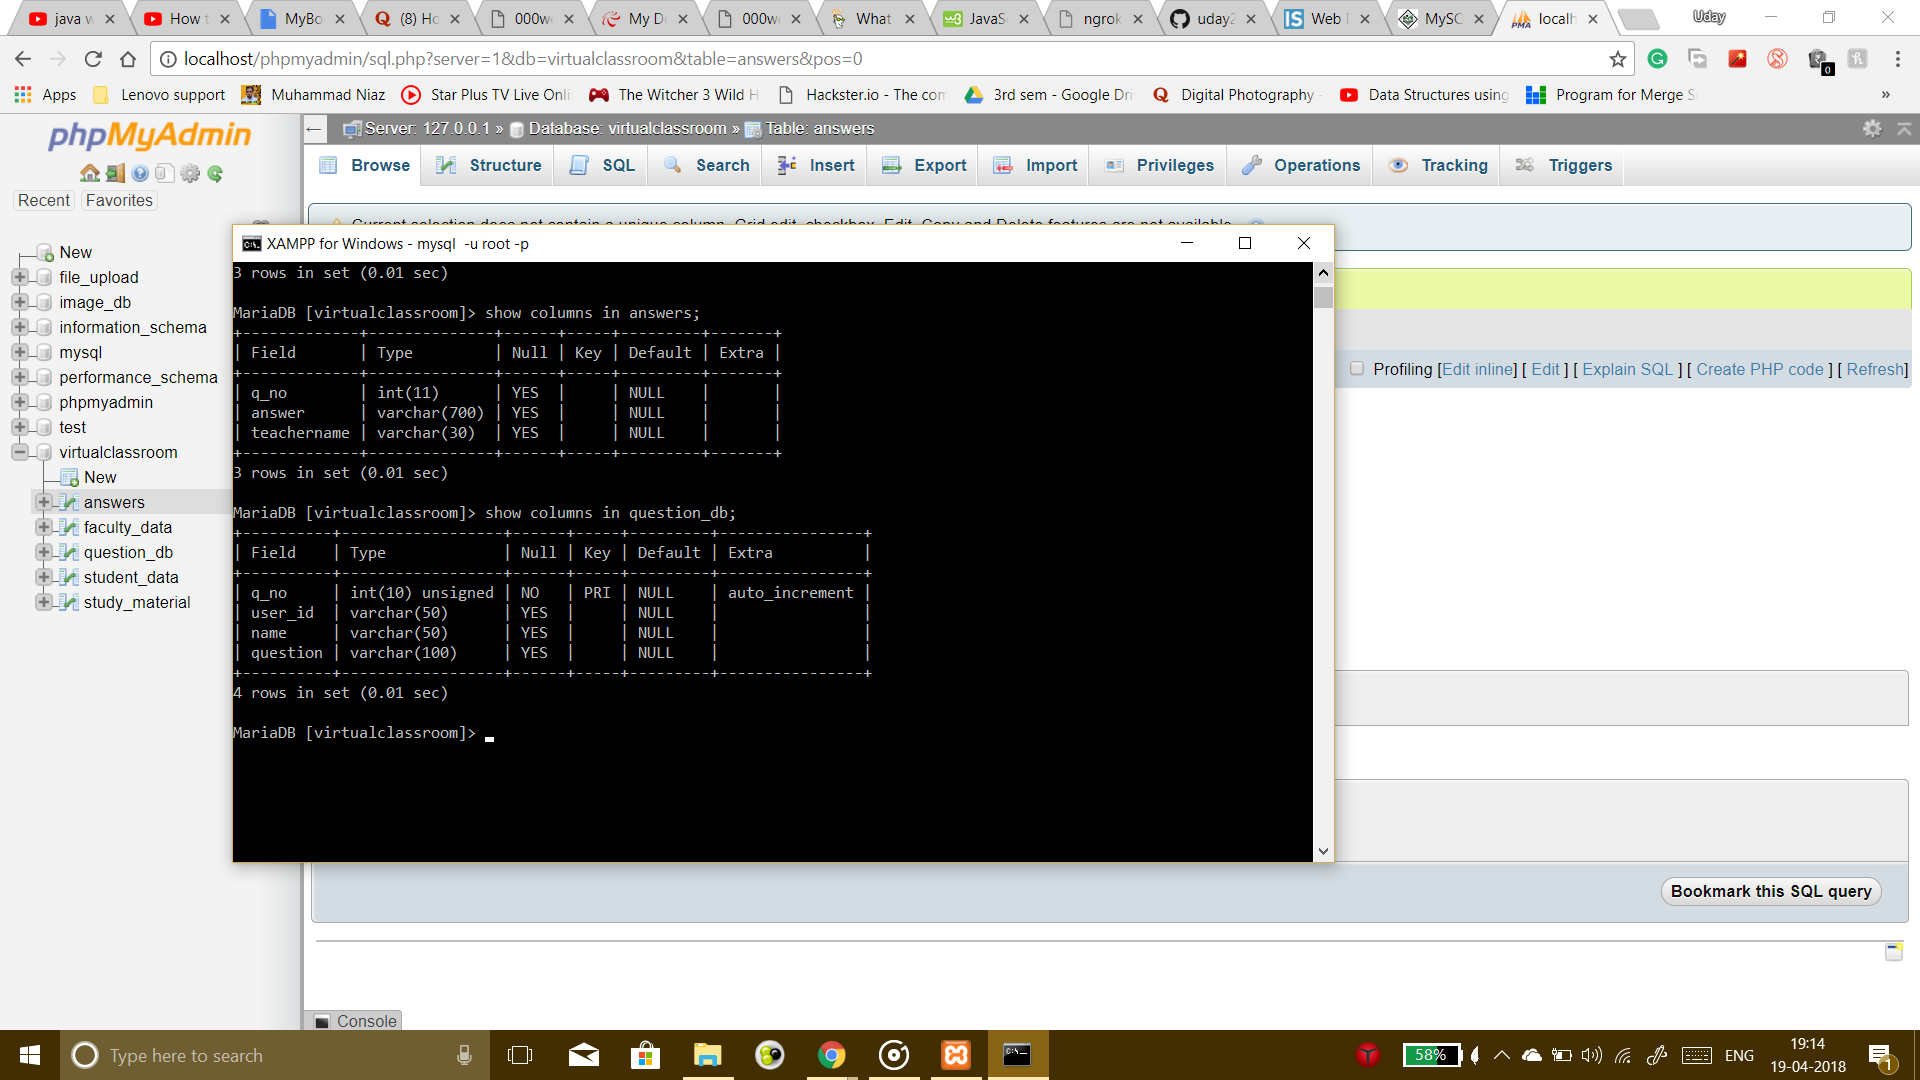 java w
How t
MyBo
(8) Ho
000we
My D
000we
What
JavaSc
ngrok
uday2
Web
MySC
localh
Uday
localhost/phpmyadmin/sql.php?server=1&db=virtualclassroom&table=answers&pos=0
0
Apps
Lenovo support
Muhammad Niaz
Star Plus TV Live Onli
The Witcher 3 Wild H
Hackster.io - The com
3rd sem - Google Dri
Digital Photography
Data Structures using
Program for Merge S
»
phpMyAdmin
Recent
Favorites
New
file_upload
image_db
information_schema
mysql
performance_schema
phpmyadmin
test
virtualclassroom
New
answers
faculty_data
question_db
student_data
study_material
Server: 127.0.0.1 » Database: virtualclassroom » Table: answers
Browse
Structure
SQL
Search
Insert
Export
Import
Privileges
Operations
Tracking
Triggers
Current selection does not contain a unique column. Grid edit, checkbox, Edit, Copy and Delete features are not available.
Profiling [Edit inline] [ Edit ] [ Explain SQL ] [ Create PHP code ] [ Refresh]
XAMPP for Windows - mysql -u root -p
3 rows in set (0.01 sec)
MariaDB [virtualclassroom]> show columns in answers;
+-------------+--------------+------+-----+---------+-------+
| Field       | Type         | Null | Key | Default | Extra |
+-------------+--------------+------+-----+---------+-------+
| q_no        | int(11)      | YES  |     | NULL    |       |
| answer      | varchar(700) | YES  |     | NULL    |       |
| teachername | varchar(30)  | YES  |     | NULL    |       |
+-------------+--------------+------+-----+---------+-------+
3 rows in set (0.01 sec)
MariaDB [virtualclassroom]> show columns in question_db;
+----------+------------------+------+-----+---------+----------------+
| Field    | Type             | Null | Key | Default | Extra          |
+----------+------------------+------+-----+---------+----------------+
| q_no     | int(10) unsigned | NO   | PRI | NULL    | auto_increment |
| user_id  | varchar(50)      | YES  |     | NULL    |                |
| name     | varchar(50)      | YES  |     | NULL    |                |
| question | varchar(100)     | YES  |     | NULL    |                |
+----------+------------------+------+-----+---------+----------------+
4 rows in set (0.01 sec)
MariaDB [virtualclassroom]>
Bookmark this SQL query
Console
Type here to search
58%
ENG
19:14
19-04-2018
1